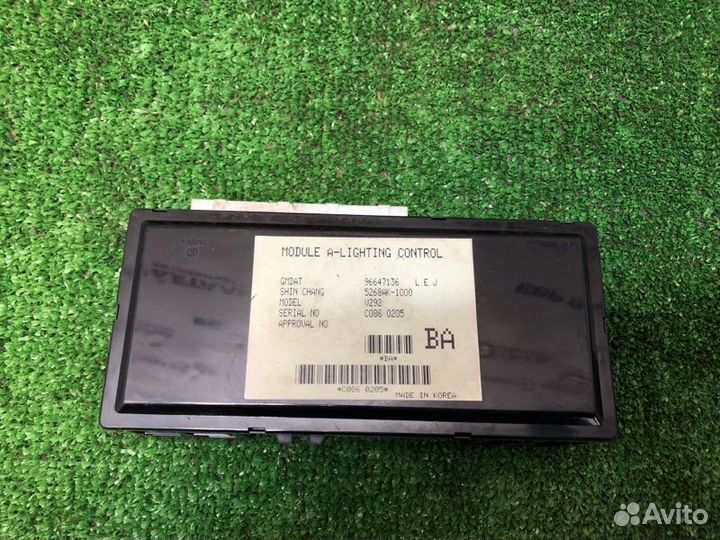 MODULE A-LIGHTING CONTROL
GMDAT 96647136 L.E.J
SHIN CHANG 5268AK-1000
MODEL V292
SERIAL NO C086 0205
APPROVAL NO
BA
*BA*
*C086 0205*
MADE IN KOREA
Avito